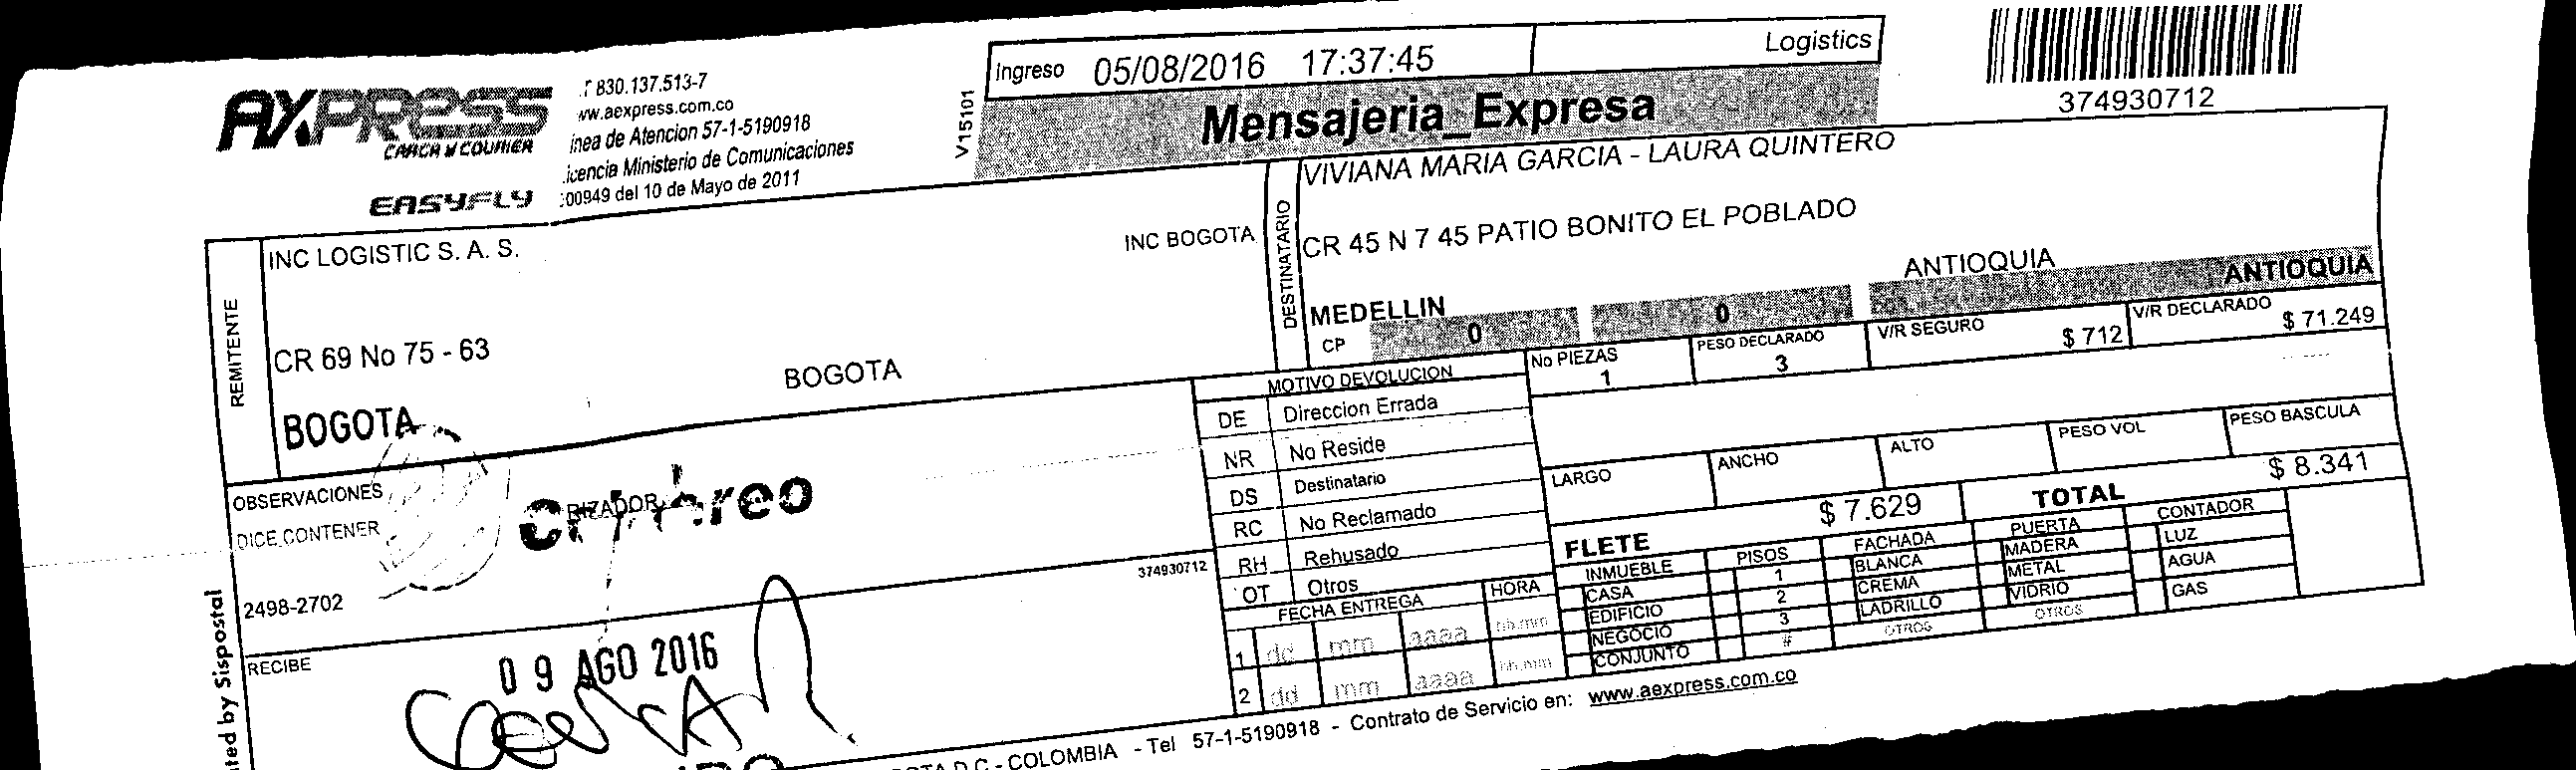 AXPRESS
CARGA Y COURIER
EASYFLY
830.137.513-7
ww.aexpress.com.co
inea de Atencion 57-1-5190918
.icencia Ministerio de Comunicaciones
:00949 del 10 de Mayo de 2011
V15101
Ingreso 05/08/2016 17:37:45 Logistics
Mensajeria_Expresa
374930712
REMITENTE
INC LOGISTIC S. A. S. INC BOGOTA
CR 69 No 75 - 63 BOGOTA
BOGOTA
DESTINATARIO
VIVIANA MARIA GARCIA - LAURA QUINTERO
CR 45 N 7 45 PATIO BONITO EL POBLADO
MEDELLIN ANTIOQUIA
CP 0 0 ANTIOQUIA
No PIEZAS PESO DECLARADO V/R SEGURO V/R DECLARADO
1 3 $ 712 $ 71.249
LARGO ANCHO ALTO PESO VOL PESO BASCULA
FLETE $ 7.629 TOTAL $ 8.341
MOTIVO DEVOLUCION
DE Direccion Errada
NR No Reside
DS Destinatario
RC No Reclamado
RH Rehusado
OT Otros
FECHA ENTREGA HORA
1 dd mm aaaa hh:mm
2 dd mm aaaa hh:mm
INMUEBLE PISOS FACHADA PUERTA CONTADOR
CASA 1 BLANCA MADERA LUZ
EDIFICIO 2 CREMA METAL AGUA
NEGOCIO 3 LADRILLO VIDRIO GAS
CONJUNTO # OTROS OTROS
OBSERVACIONES
DICE CONTENER RIZADOR
2498-2702 374930712
RECIBE
09 AGO 2016
ted by Sispostal
D.C - COLOMBIA - Tel 57-1-5190918 - Contrato de Servicio en: www.aexpress.com.co